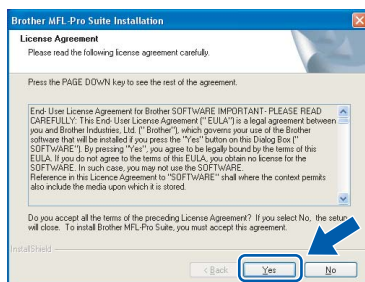 Brother MFL-Pro Suite Installation
License Agreement
Please read the following license agreement carefully.
Press the PAGE DOWN key to see the rest of the agreement.
End- User License Agreement for Brother SOFTWARE IMPORTANT- PLEASE READ
CAREFULLY: This End- User License Agreement (" EULA") is a legal agreement between
you and Brother Industries, Ltd. (" Brother"), which governs your use of the Brother
software that will be installed if you press the "Yes" button on this Dialog Box ("
SOFTWARE"). By pressing "Yes", you agree to be legally bound by the terms of this
EULA. If you do not agree to the terms of this EULA, you obtain no license for the
SOFTWARE. In such case, you may not use the SOFTWARE.
Reference in this Licence Agreement to "SOFTWARE" shall where the context permits
also include the media upon which it is stored.
Do you accept all the terms of the preceding License Agreement? If you select No, the setup
will close. To install Brother MFL-Pro Suite, you must accept this agreement.
InstallShield
< Back Yes No